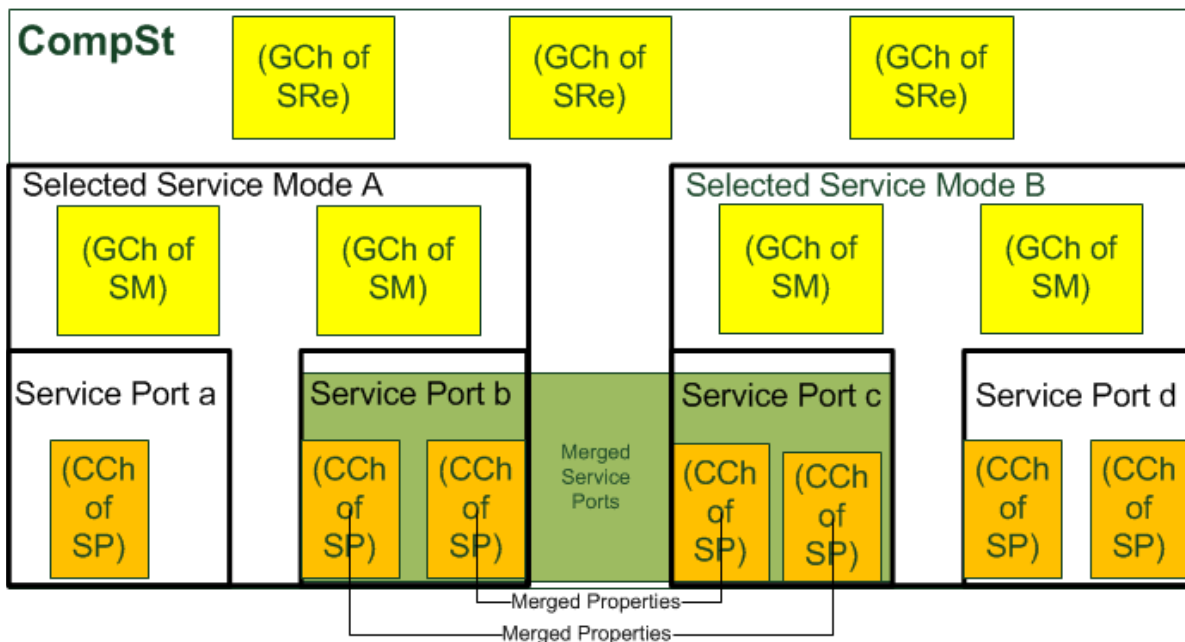 CompSt
(GCh of
SRe)
(GCh of
SRe)
(GCh of
SRe)
Selected Service Mode A
Selected Service Mode B
(GCh of
SM)
(GCh of
SM)
(GCh of
SM)
(GCh of
SM)
Service Port a
Service Port b
Service Port c
Service Port d
(CCh
of
SP)
(CCh
of
SP)
(CCh
of
SP)
Merged
Service
Ports
(CCh
of
SP)
(CCh
of
SP)
(CCh
of
SP)
(CCh
of
SP)
Merged Properties
Merged Properties